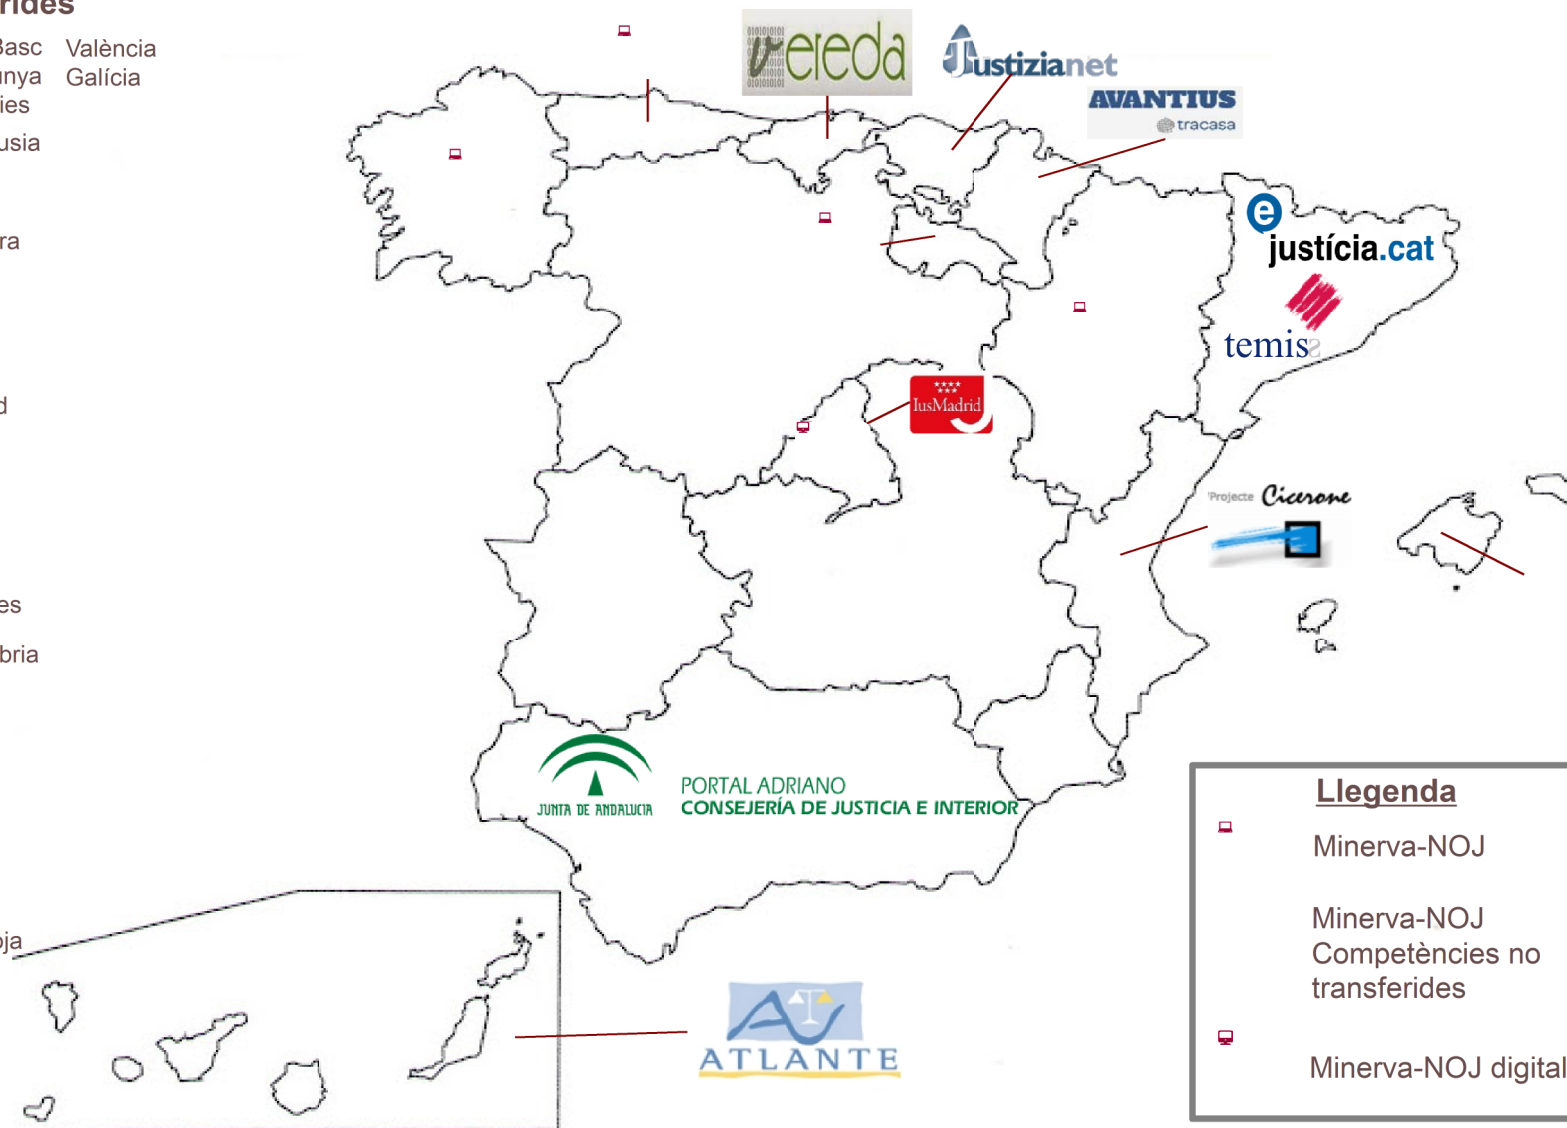 rides
Basc València
unya Galícia
ies
usia
ra
d
es
bria
oja
vereda
Justizianet
AVANTIUS
tracasa
e
justícia.cat
temis
IusMadrid
Projecte Cicerone
JUNTA DE ANDALUCIA
PORTAL ADRIANO
CONSEJERÍA DE JUSTICIA E INTERIOR
ATLANTE
Llegenda
Minerva-NOJ
Minerva-NOJ
Competències no
transferides
Minerva-NOJ digital